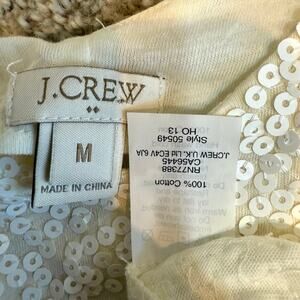 J.CREW
M
MADE IN CHINA
HO 13
Style 50549
J.CREW, U.K. Ltd EC4V 6JA
CA56445
RN77388
100% Cotton